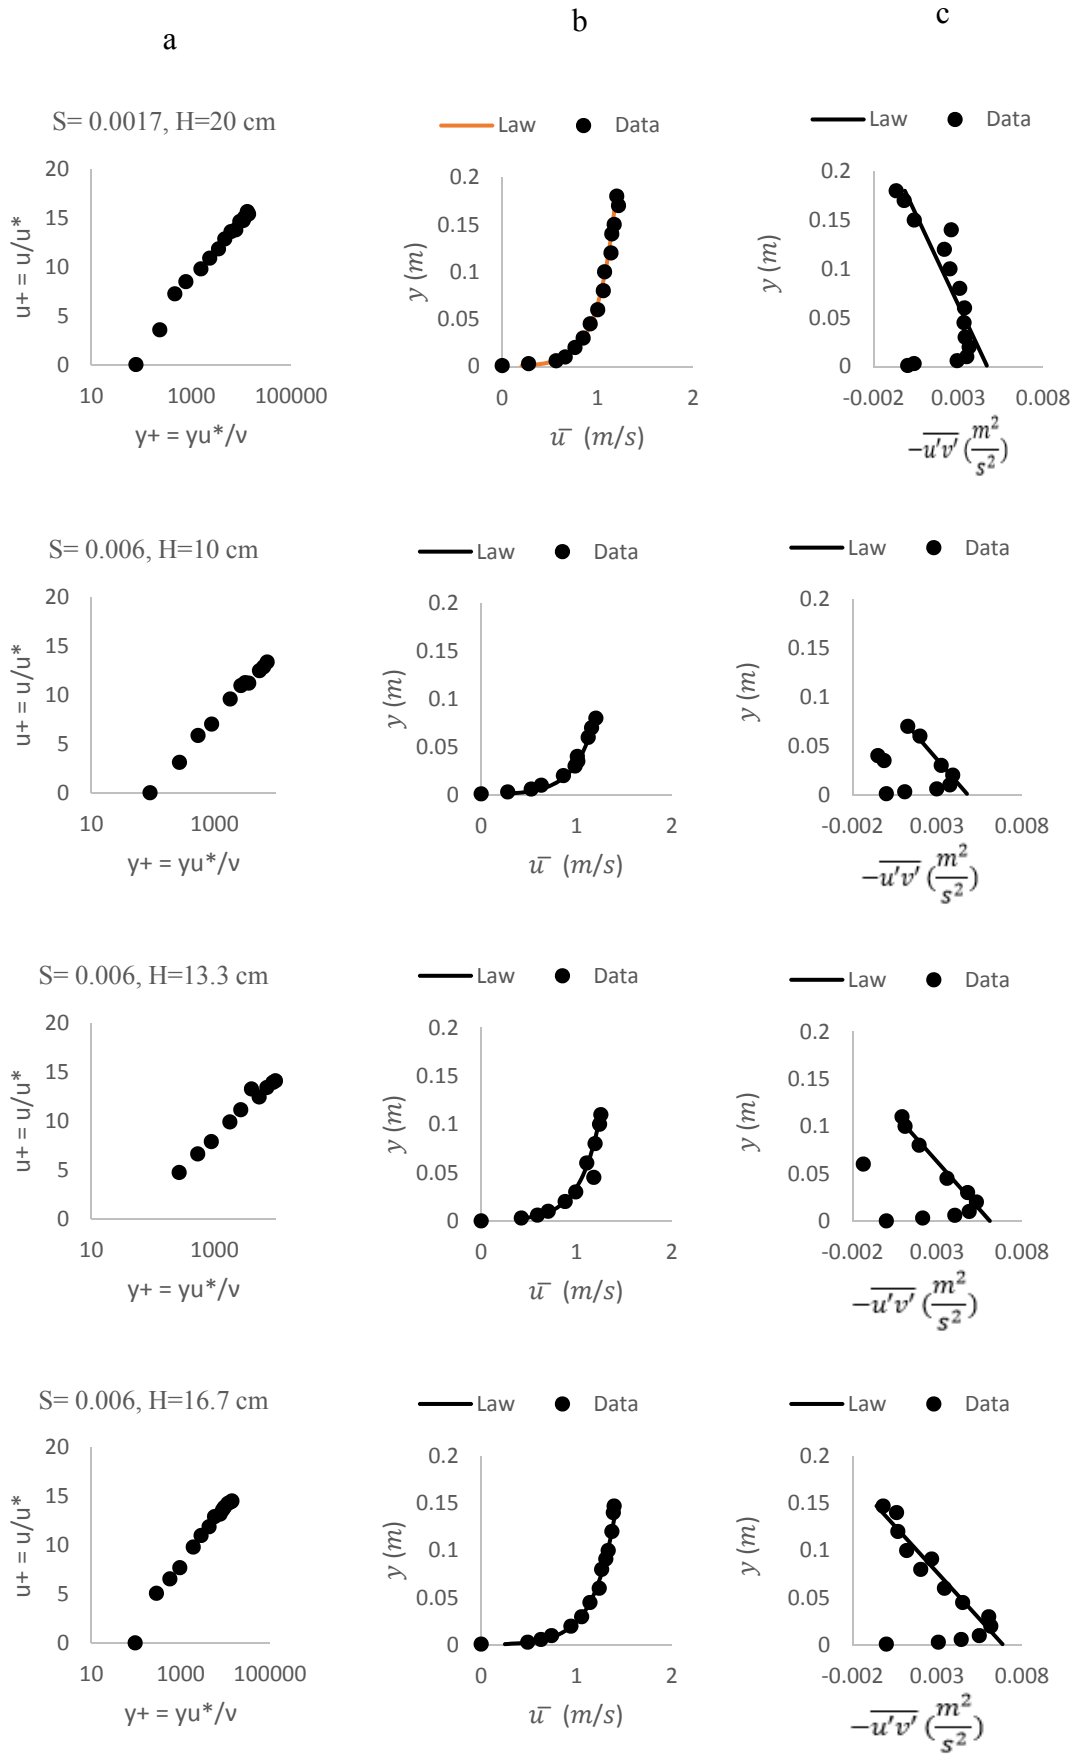 a
b
c
S= 0.0017, H=20 cm
Law
Data
Law
Data
20
15
10
5
0
u+ = u/u*
10
1000
100000
y+ = yu*/ν
0.2
0.15
0.1
0.05
0
y (m)
0
1
2
u̅ (m/s)
0.2
0.15
0.1
0.05
0
y (m)
-0.002
0.003
0.008
−u′v′ (m²/s²)
S= 0.006, H=10 cm
Law
Data
Law
Data
20
15
10
5
0
u+ = u/u*
10
1000
y+ = yu*/ν
0.2
0.15
0.1
0.05
0
y (m)
0
1
2
u̅ (m/s)
0.2
0.15
0.1
0.05
0
y (m)
-0.002
0.003
0.008
−u′v′ (m²/s²)
S= 0.006, H=13.3 cm
Law
Data
Law
Data
20
15
10
5
0
u+ = u/u*
10
1000
y+ = yu*/ν
0.2
0.15
0.1
0.05
0
y (m)
0
1
2
u̅ (m/s)
0.2
0.15
0.1
0.05
0
y (m)
-0.002
0.003
0.008
−u′v′ (m²/s²)
S= 0.006, H=16.7 cm
Law
Data
Law
Data
20
15
10
5
0
u+ = u/u*
10
1000
100000
y+ = yu*/ν
0.2
0.15
0.1
0.05
0
y (m)
0
1
2
u̅ (m/s)
0.2
0.15
0.1
0.05
0
y (m)
-0.002
0.003
0.008
−u′v′ (m²/s²)